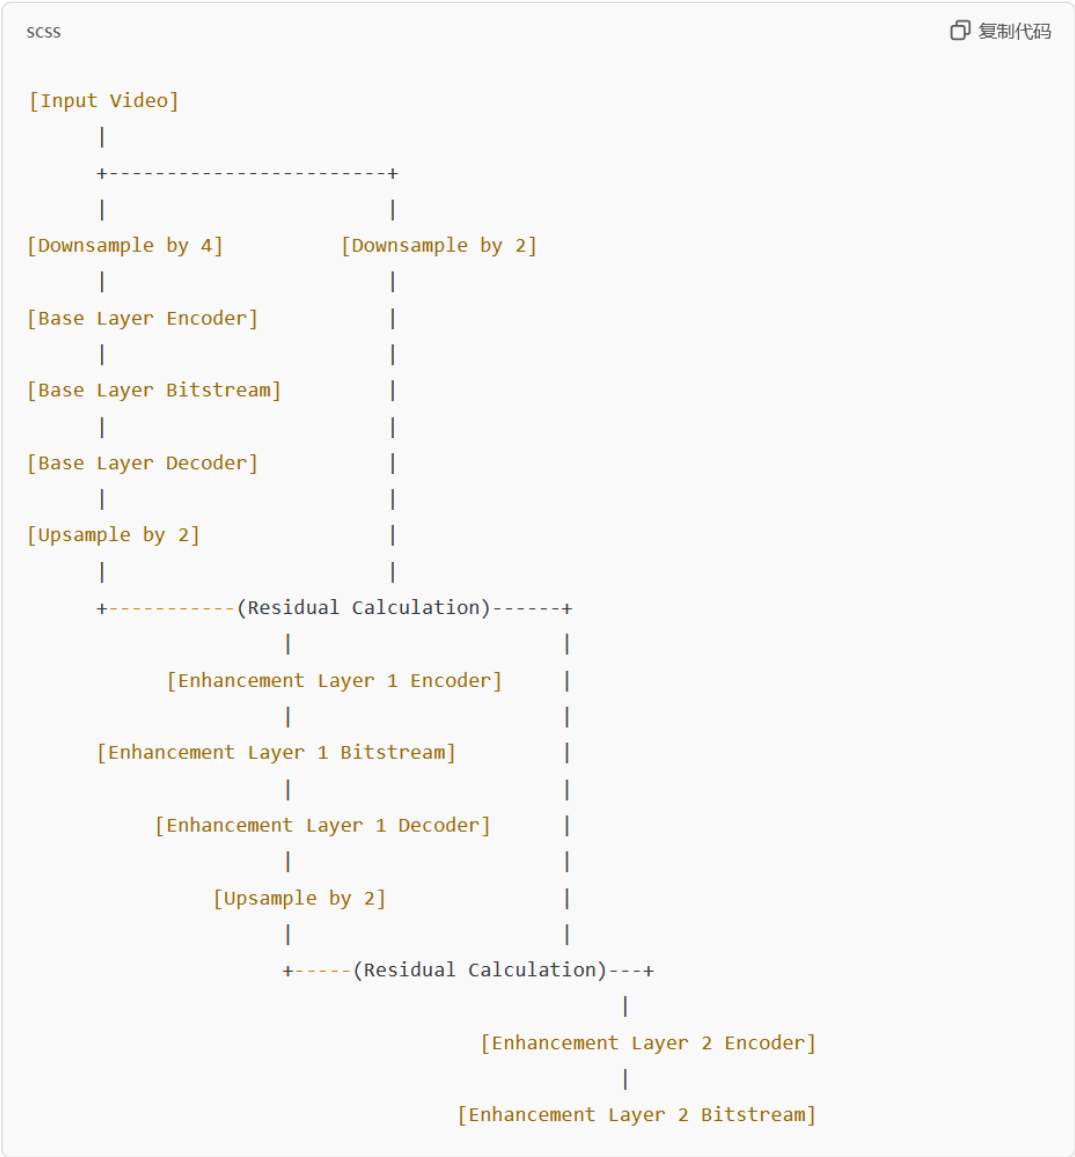 scss 复制代码
[Input Video]
      |
      +------------------------+
      |                        |
[Downsample by 4]          [Downsample by 2]
      |                        |
[Base Layer Encoder]           |
      |                        |
[Base Layer Bitstream]         |
      |                        |
[Base Layer Decoder]           |
      |                        |
[Upsample by 2]                |
      |                        |
      +-----------(Residual Calculation)------+
                      |                       |
            [Enhancement Layer 1 Encoder]     |
                      |                       |
      [Enhancement Layer 1 Bitstream]         |
                      |                       |
           [Enhancement Layer 1 Decoder]      |
                      |                       |
                [Upsample by 2]               |
                      |                       |
                      +-----(Residual Calculation)---+
                                                   |
                                       [Enhancement Layer 2 Encoder]
                                                   |
                                     [Enhancement Layer 2 Bitstream]